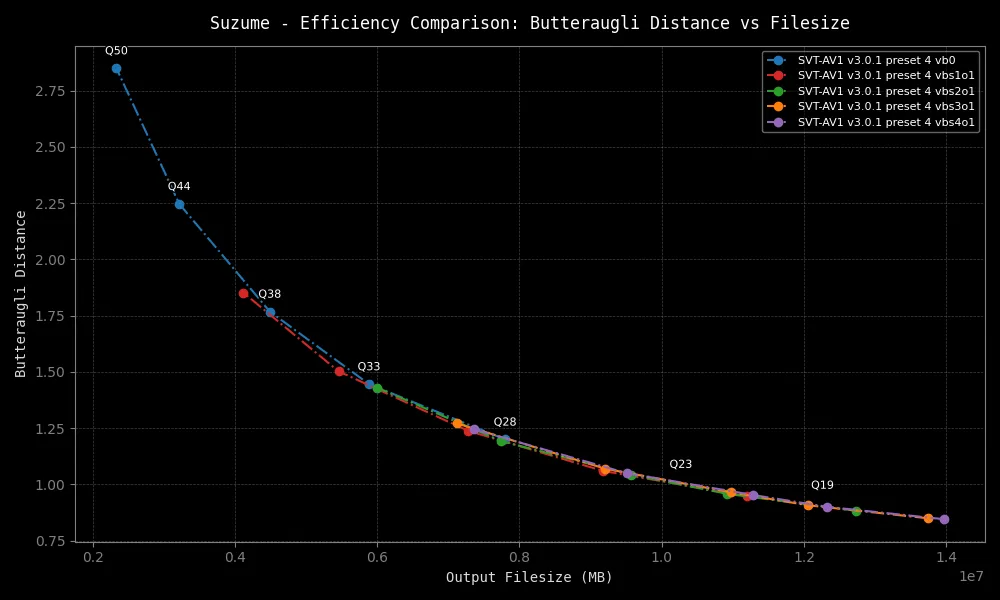 Suzume - Efficiency Comparison: Butteraugli Distance vs Filesize
SVT-AV1 v3.0.1 preset 4 vb0
SVT-AV1 v3.0.1 preset 4 vbs1o1
SVT-AV1 v3.0.1 preset 4 vbs2o1
SVT-AV1 v3.0.1 preset 4 vbs3o1
SVT-AV1 v3.0.1 preset 4 vbs4o1
Q50
Q44
Q38
Q33
Q28
Q23
Q19
Butteraugli Distance
2.75
2.50
2.25
2.00
1.75
1.50
1.25
1.00
0.75
0.2 0.4 0.6 0.8 1.0 1.2 1.4
1e7
Output Filesize (MB)